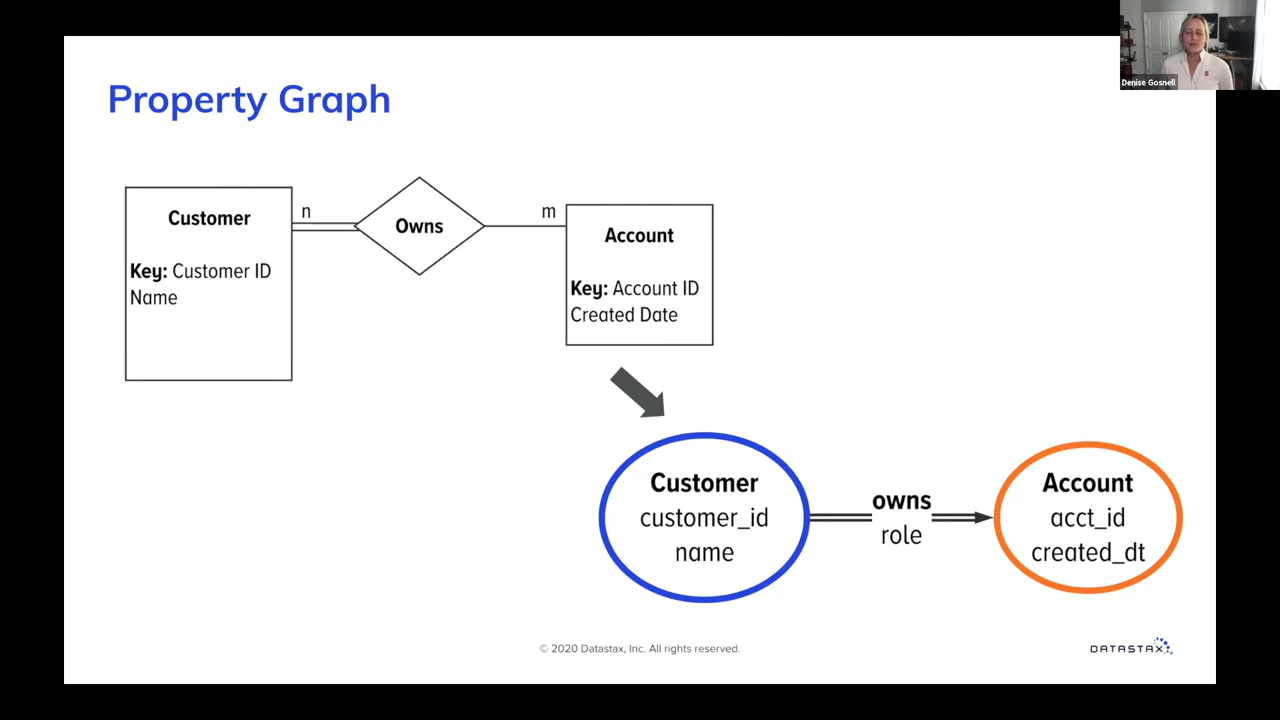 Denise Gosnell
Property Graph
Customer
Key: Customer ID
Name
n
Owns
m
Account
Key: Account ID
Created Date
Customer
customer_id
name
owns
role
Account
acct_id
created_dt
© 2020 Datastax, Inc. All rights reserved.
DATASTAX